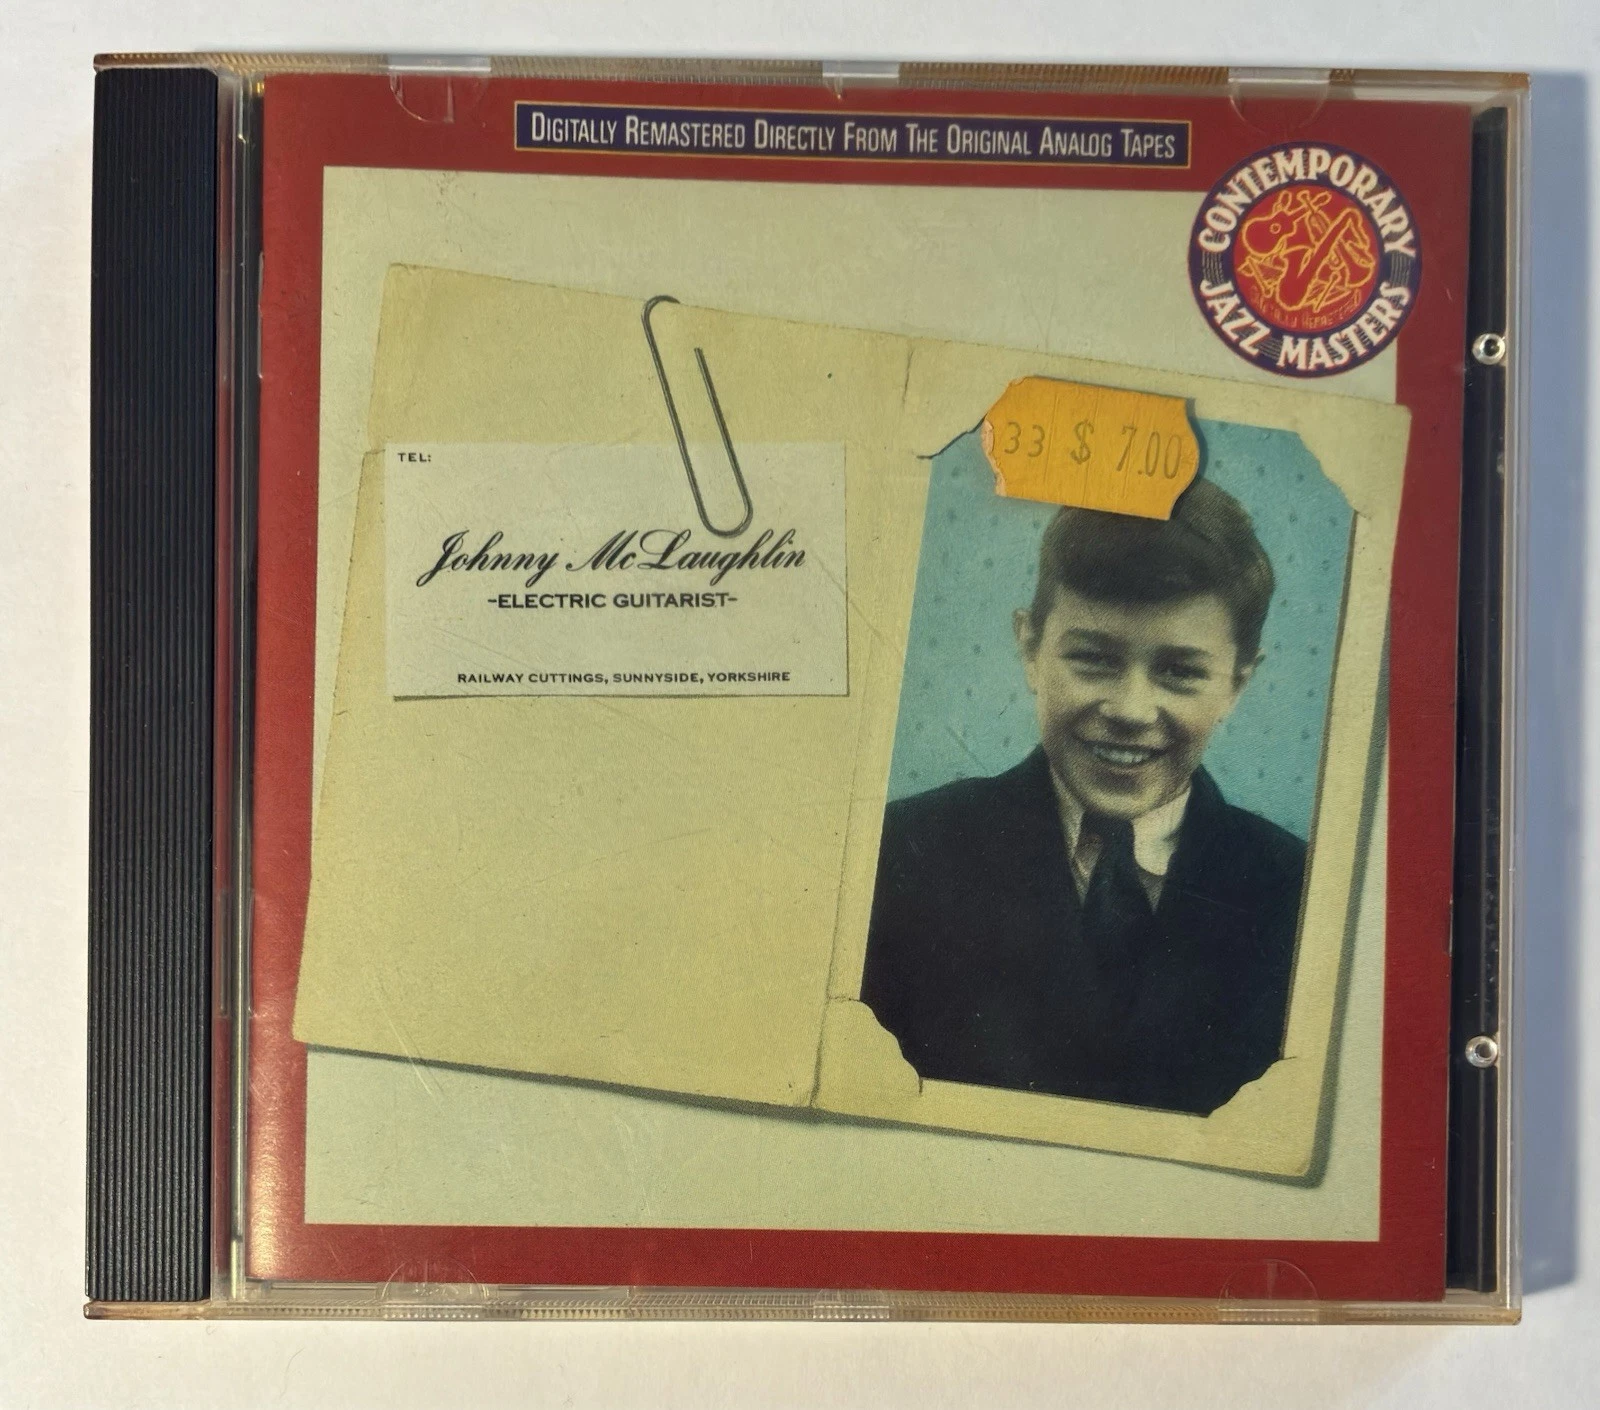 DIGITALLY REMASTERED DIRECTLY FROM THE ORIGINAL ANALOG TAPES
CONTEMPORARY
JAZZ MASTERS
33 $ 7.00
TEL:
Johnny McLaughlin
-ELECTRIC GUITARIST-
RAILWAY CUTTINGS, SUNNYSIDE, YORKSHIRE